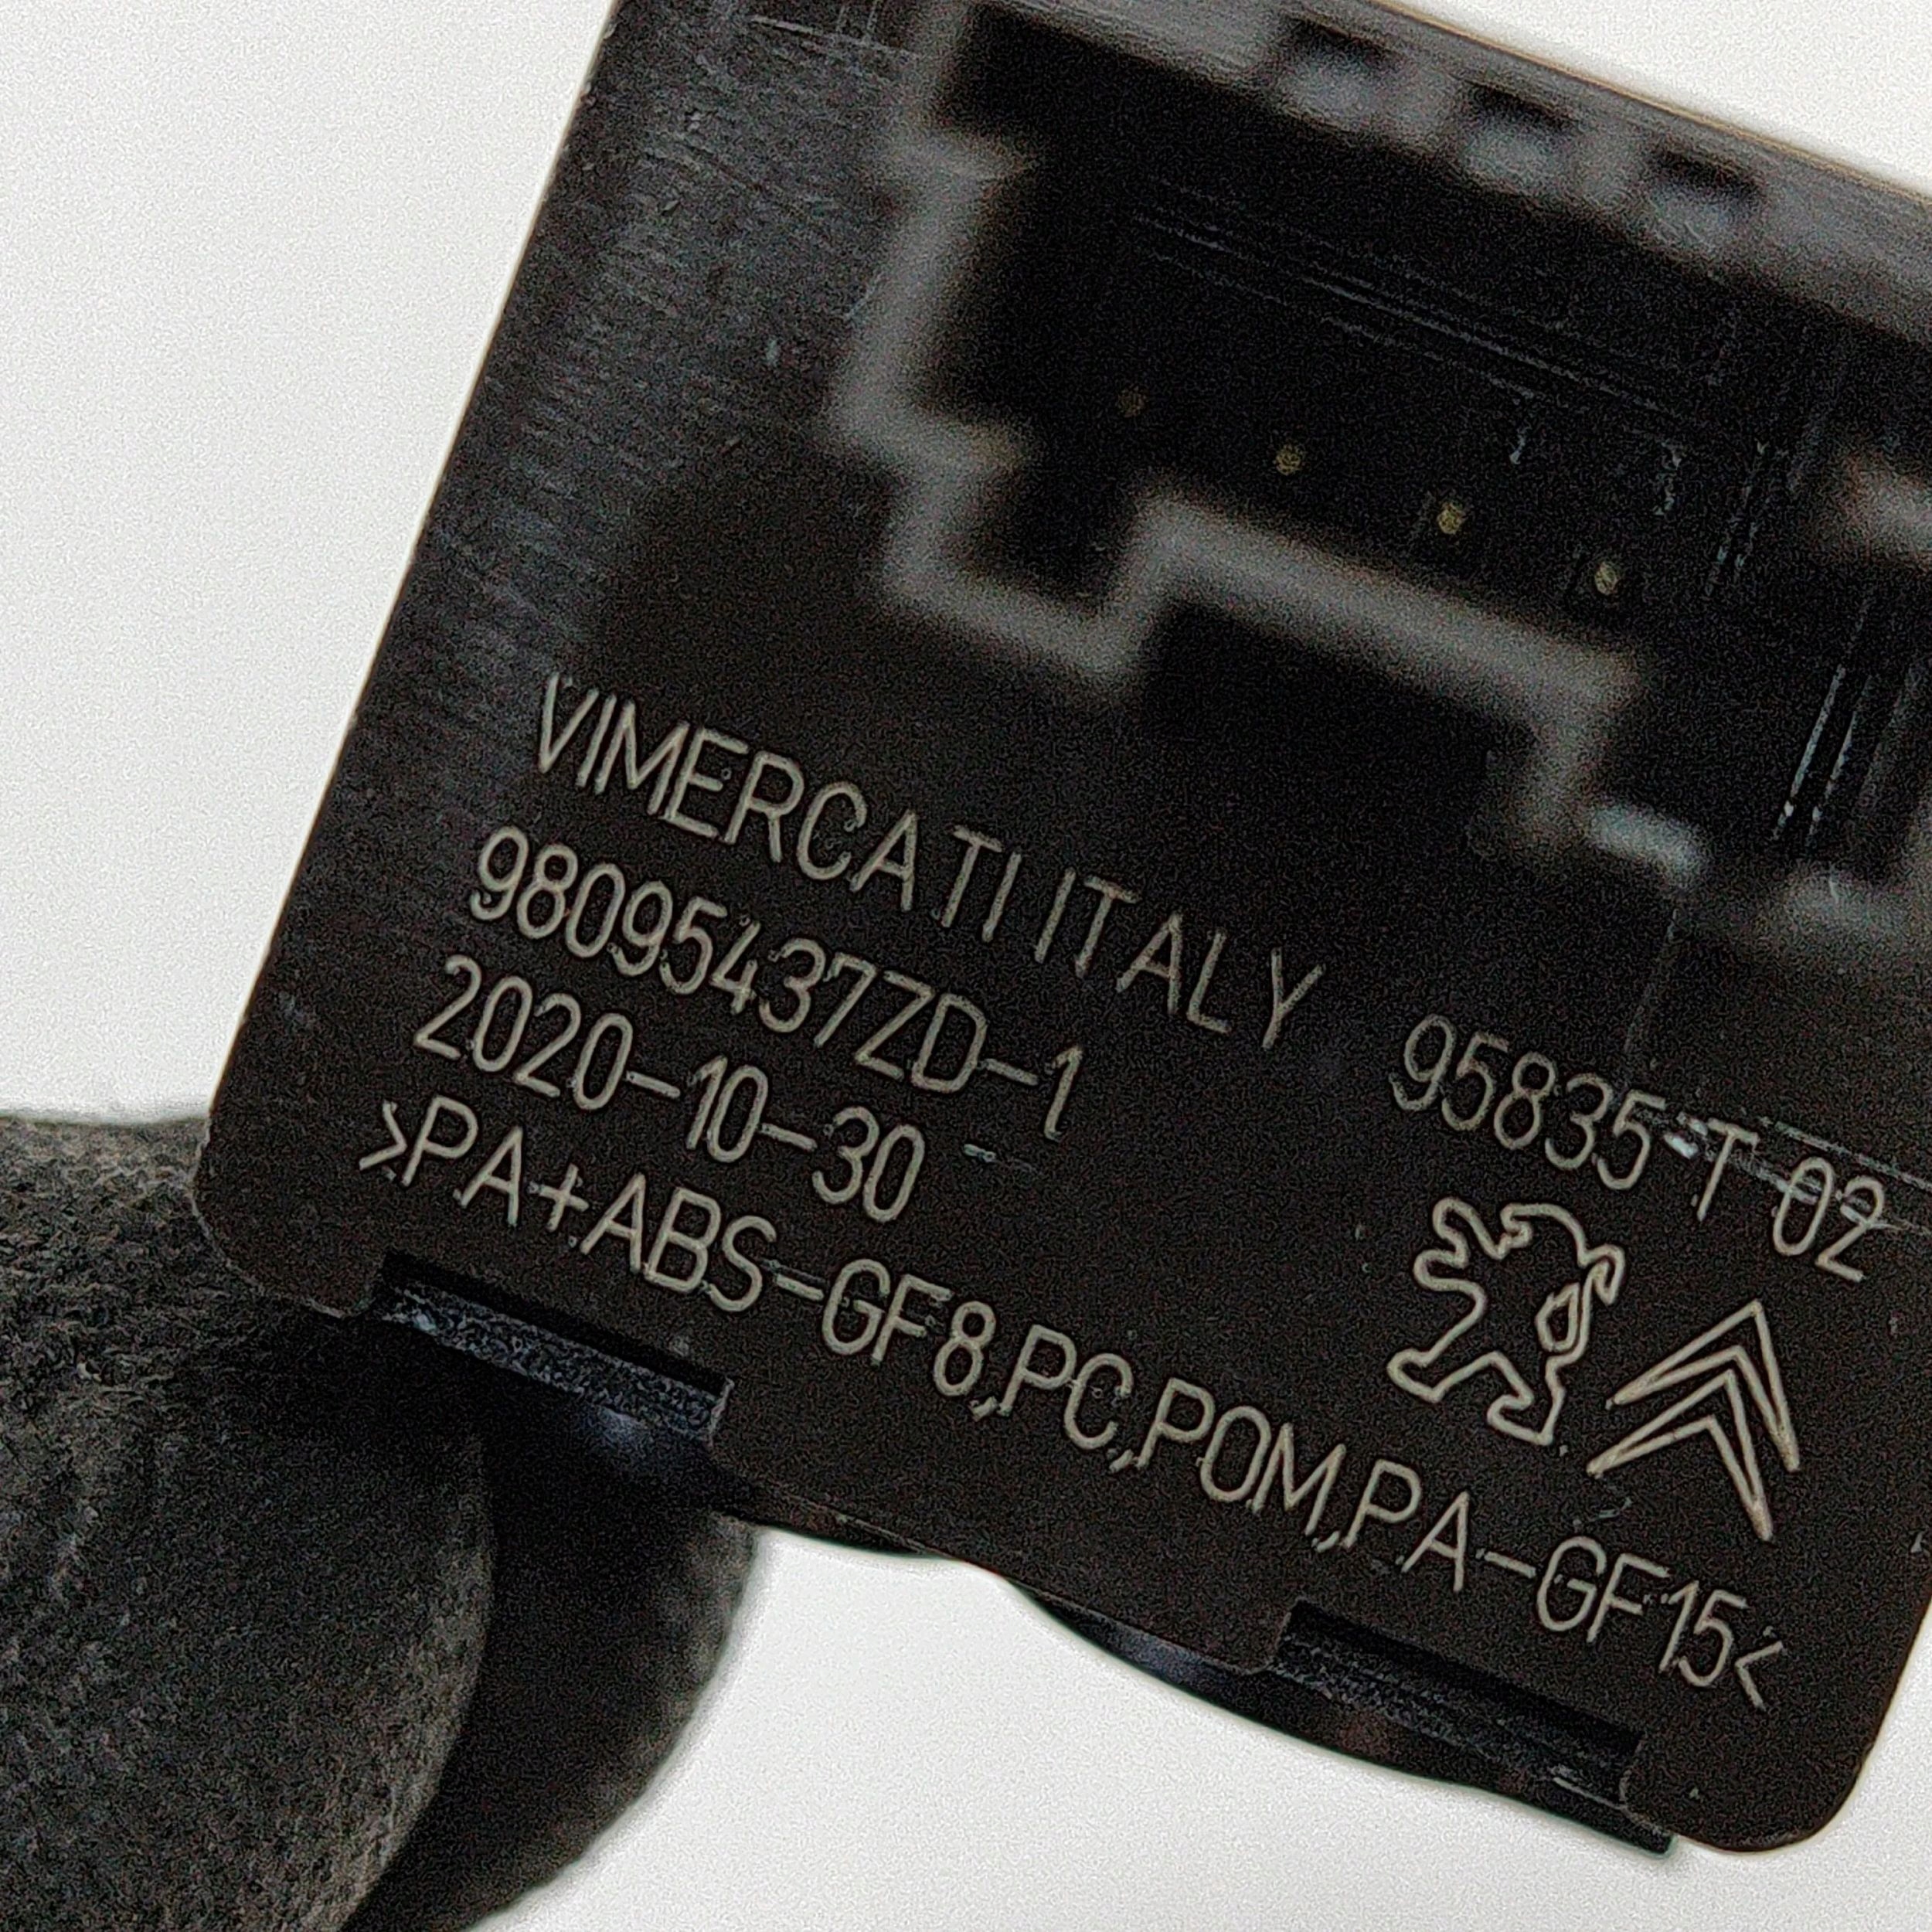 VIMERCATI ITALY
98095437ZD-1 95835 T 02
2020-10-30
>PA+ABS-GF8,PC,POM,PA-GF15<